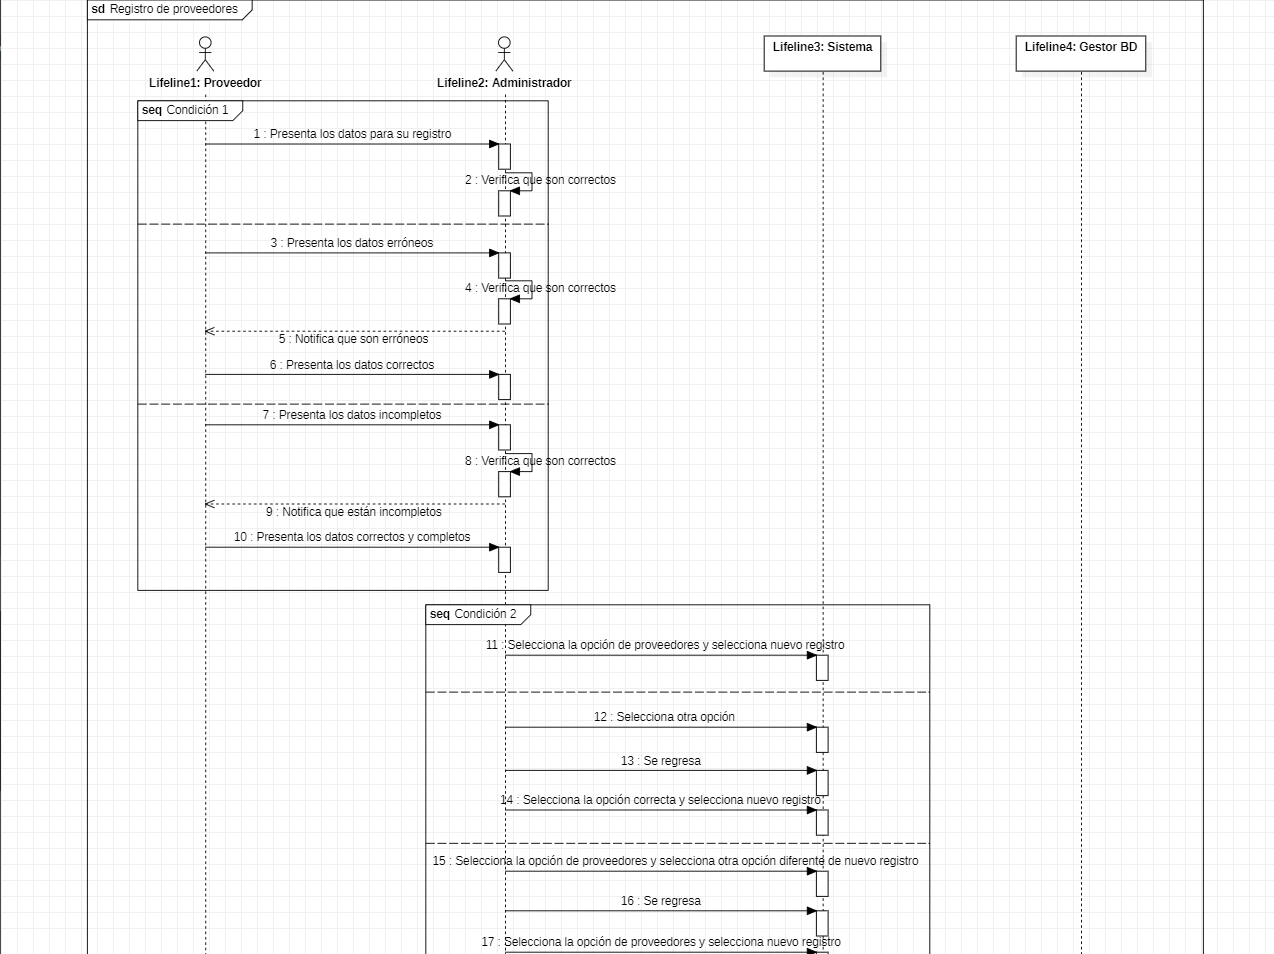 sd Registro de proveedores
Lifeline1: Proveedor
Lifeline2: Administrador
Lifeline3: Sistema
Lifeline4: Gestor BD
seq Condición 1
1 : Presenta los datos para su registro
2 : Verifica que son correctos
3 : Presenta los datos erróneos
4 : Verifica que son correctos
5 : Notifica que son erróneos
6 : Presenta los datos correctos
7 : Presenta los datos incompletos
8 : Verifica que son correctos
9 : Notifica que están incompletos
10 : Presenta los datos correctos y completos
seq Condición 2
11 : Selecciona la opción de proveedores y selecciona nuevo registro
12 : Selecciona otra opción
13 : Se regresa
14 : Selecciona la opción correcta y selecciona nuevo registro
15 : Selecciona la opción de proveedores y selecciona otra opción diferente de nuevo registro
16 : Se regresa
17 : Selecciona la opción de proveedores y selecciona nuevo registro